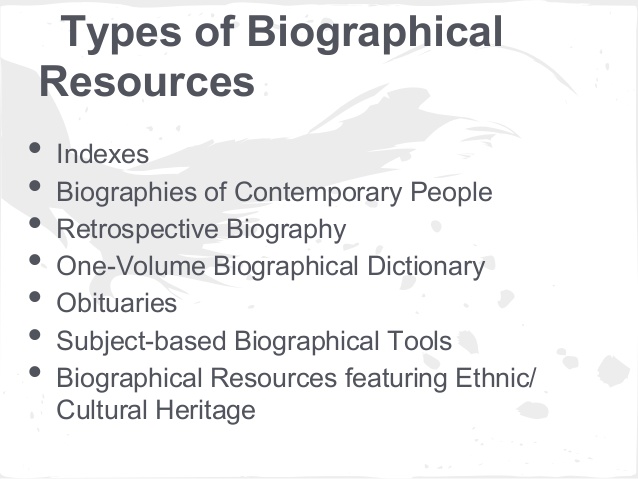 Types of Biographical
Resources
• Indexes
• Biographies of Contemporary People
• Retrospective Biography
• One-Volume Biographical Dictionary
• Obituaries
• Subject-based Biographical Tools
• Biographical Resources featuring Ethnic/
Cultural Heritage